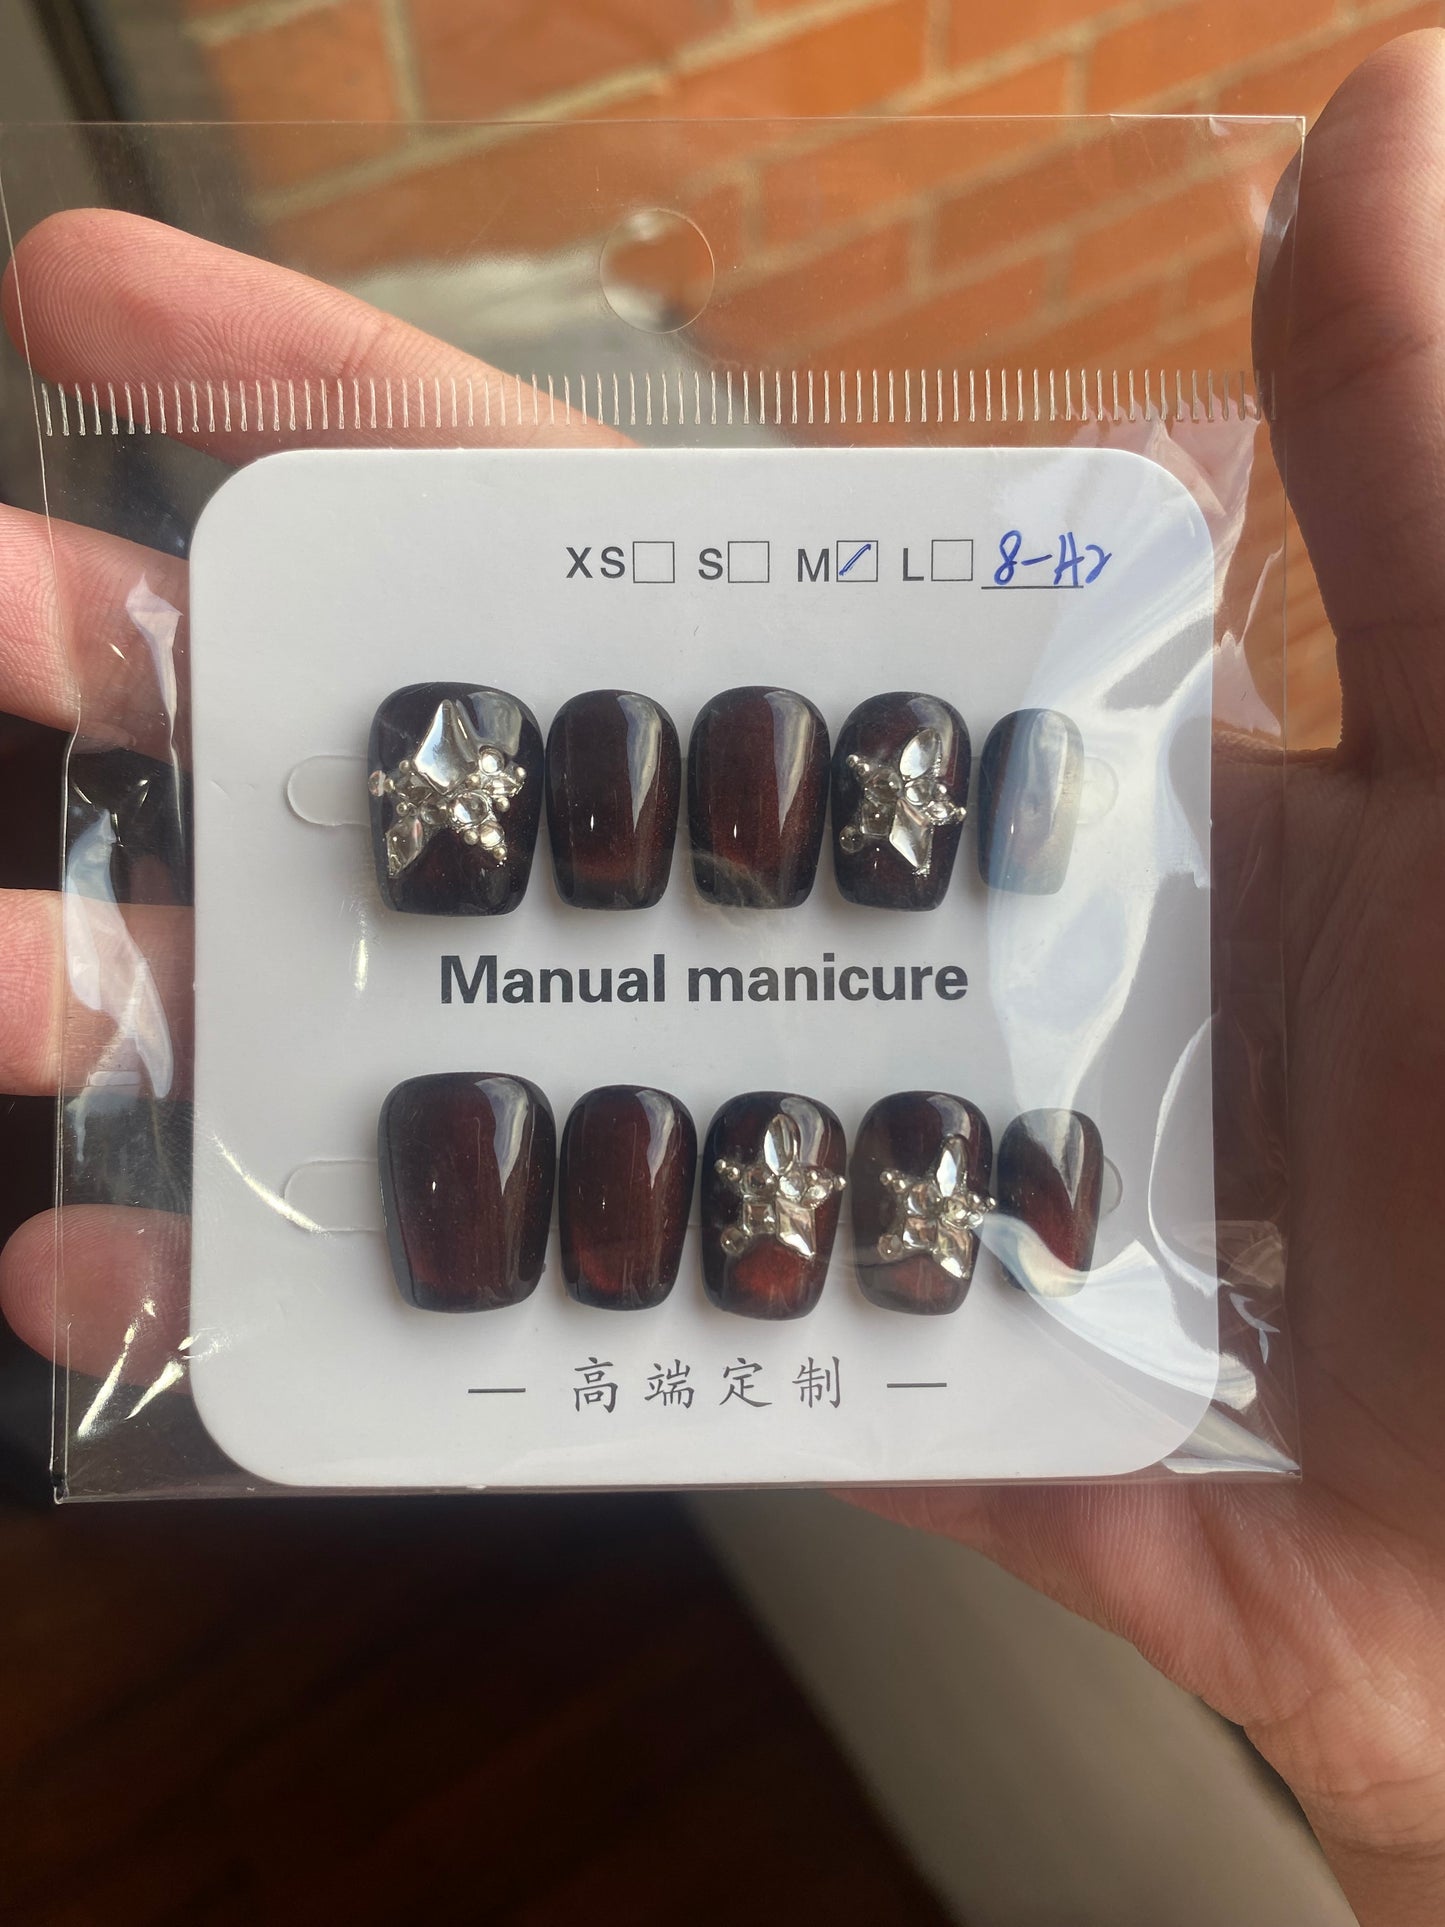 XS□ S□ M☑ L□ 8-A2
Manual manicure
— 高端定制 —